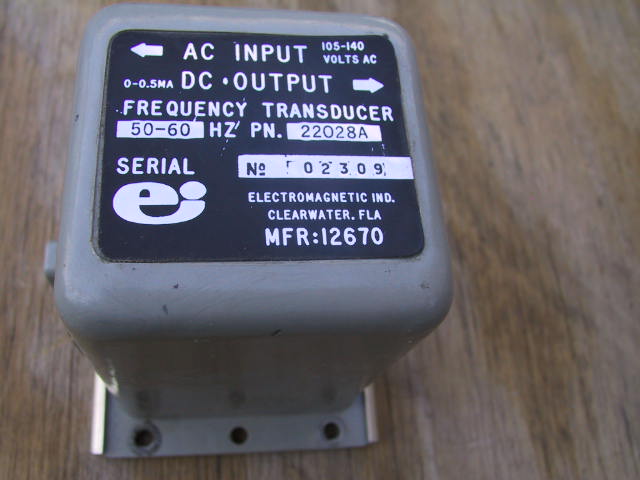 AC INPUT 105-140 VOLTS AC
0-0.5MA DC·OUTPUT
FREQUENCY TRANSDUCER
50-60 HZ PN. 22028A
SERIAL № 02309
ei
ELECTROMAGNETIC IND.
CLEARWATER. FLA
MFR:12670